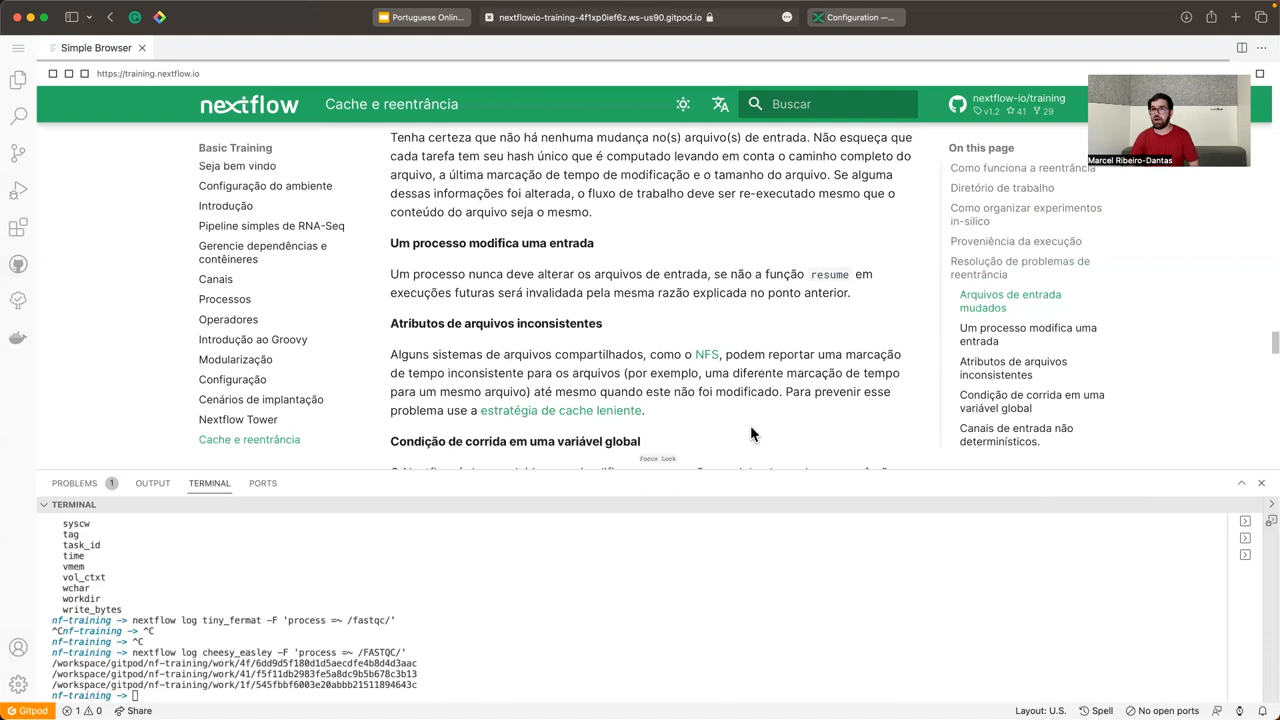 Portuguese Onlin...
nextflowio-training-4f1xp0ief6z.ws-us90.gitpod.io
Configuration —...
Simple Browser
https://training.nextflow.io
nextflow
Cache e reentrância
Buscar
nextflow-io/training
v1.2 41 29
Marcel Ribeiro-Dantas
Basic Training
Seja bem vindo
Configuração do ambiente
Introdução
Pipeline simples de RNA-Seq
Gerencie dependências e
contêineres
Canais
Processos
Operadores
Introdução ao Groovy
Modularização
Configuração
Cenários de implantação
Nextflow Tower
Cache e reentrância
Tenha certeza que não há nenhuma mudança no(s) arquivo(s) de entrada. Não esqueça que
cada tarefa tem seu hash único que é computado levando em conta o caminho completo do
arquivo, a última marcação de tempo de modificação e o tamanho do arquivo. Se alguma
dessas informações foi alterada, o fluxo de trabalho deve ser re-executado mesmo que o
conteúdo do arquivo seja o mesmo.
Um processo modifica uma entrada
Um processo nunca deve alterar os arquivos de entrada, se não a função resume em
execuções futuras será invalidada pela mesma razão explicada no ponto anterior.
Atributos de arquivos inconsistentes
Alguns sistemas de arquivos compartilhados, como o NFS, podem reportar uma marcação
de tempo inconsistente para os arquivos (por exemplo, uma diferente marcação de tempo
para um mesmo arquivo) até mesmo quando este não foi modificado. Para prevenir esse
problema use a estratégia de cache leniente.
Condição de corrida em uma variável global
Focus Lock
On this page
Como funciona a reentrância
Diretório de trabalho
Como organizar experimentos
in-silico
Proveniência da execução
Resolução de problemas de
reentrância
Arquivos de entrada
mudados
Um processo modifica uma
entrada
Atributos de arquivos
inconsistentes
Condição de corrida em uma
variável global
Canais de entrada não
determinísticos.
PROBLEMS 1 OUTPUT TERMINAL PORTS
TERMINAL
syscw
tag
task_id
time
vmem
vol_ctxt
wchar
workdir
write_bytes
nf-training -> nextflow log tiny_fermat -F 'process =~ /fastqc/'
^Cnf-training -> ^C
nf-training -> ^C
nf-training -> nextflow log cheesy_easley -F 'process =~ /FASTQC/'
/workspace/gitpod/nf-training/work/4f/6dd9d5f180d1d5aecdfe4b8d4d3aac
/workspace/gitpod/nf-training/work/41/f5f11db2983fe5a8dc9b5b678c3b13
/workspace/gitpod/nf-training/work/1f/545fbbf6003e20abbb21511894643c
nf-training ->
Gitpod 1 0 Share Layout: U.S. Spell No open ports